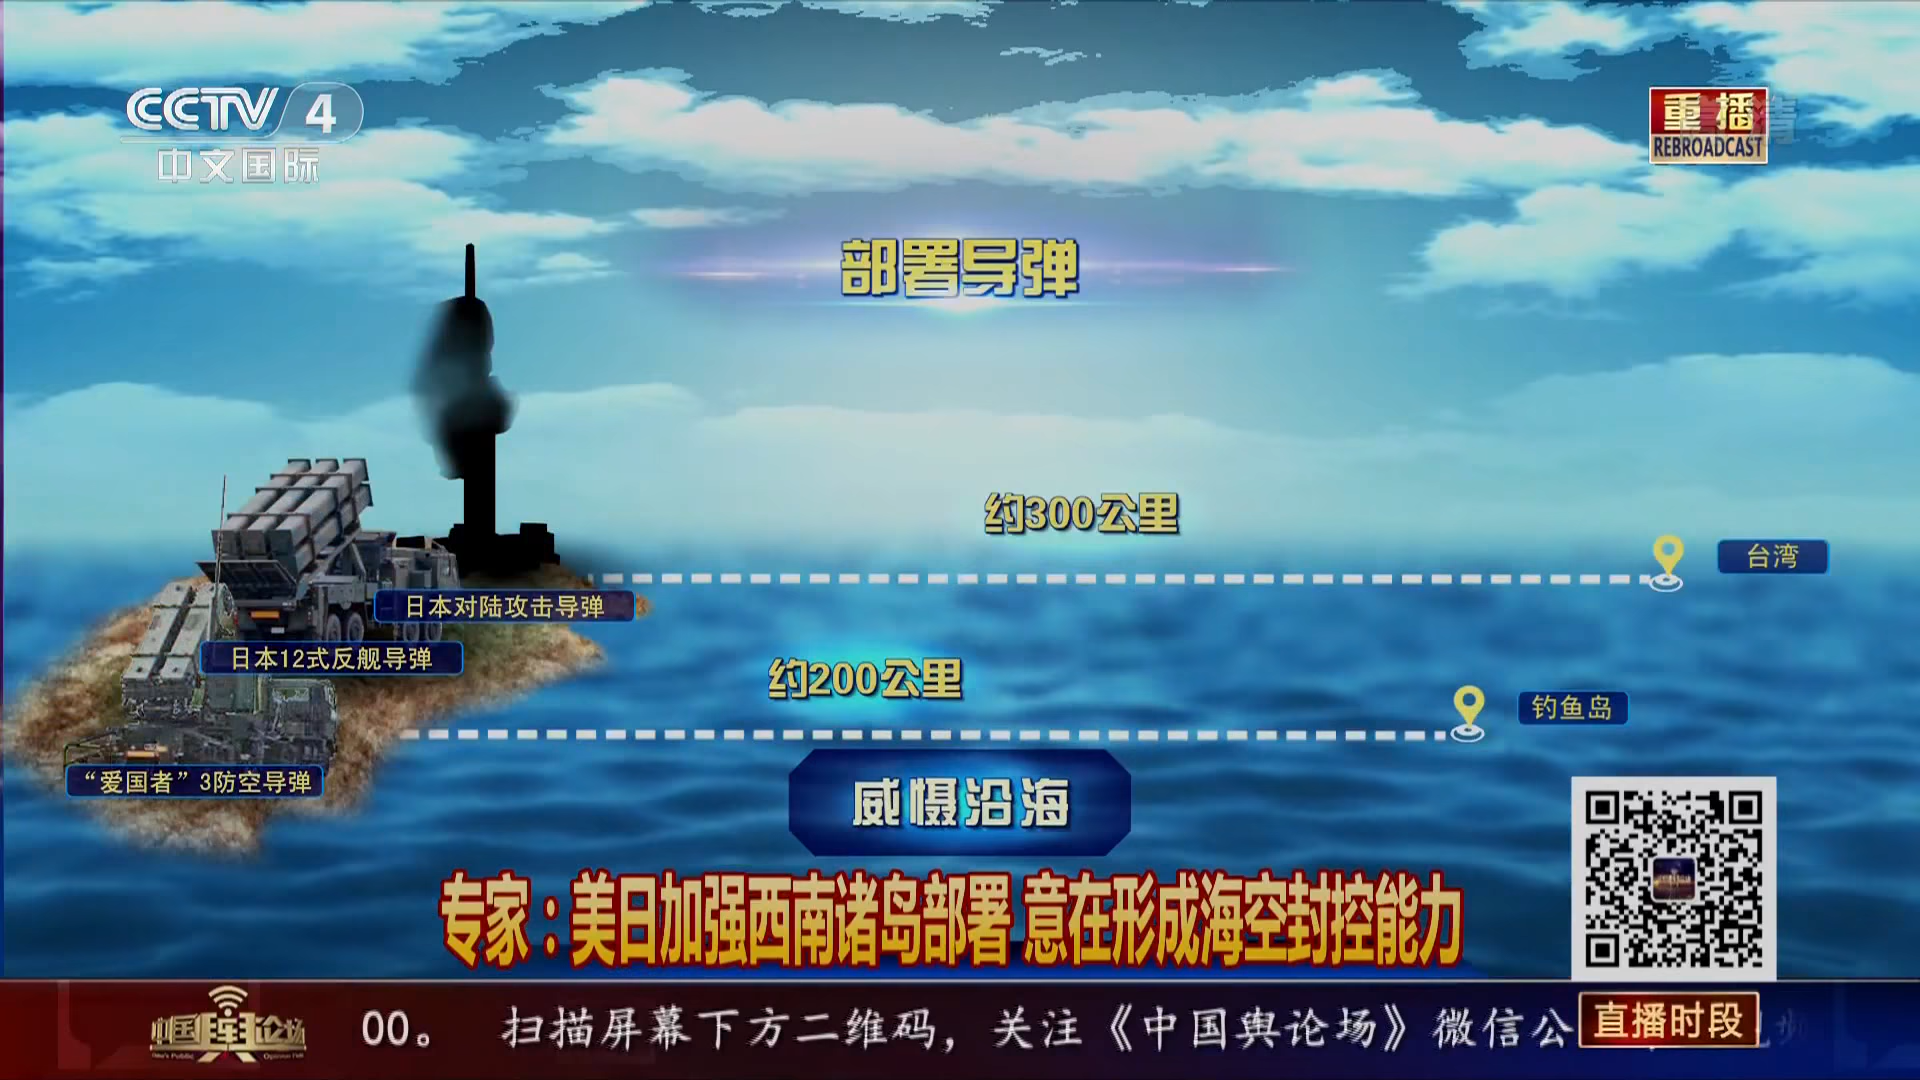 CCTV 4
中文国际
重播
REBROADCAST
部署导弹
约300公里
台湾
日本对陆攻击导弹
日本12式反舰导弹
约200公里
钓鱼岛
“爱国者”3防空导弹
威慑沿海
专家：美日加强西南诸岛部署 意在形成海空封控能力
中国舆论场
00。 扫描屏幕下方二维码，关注《中国舆论场》微信公
直播时段